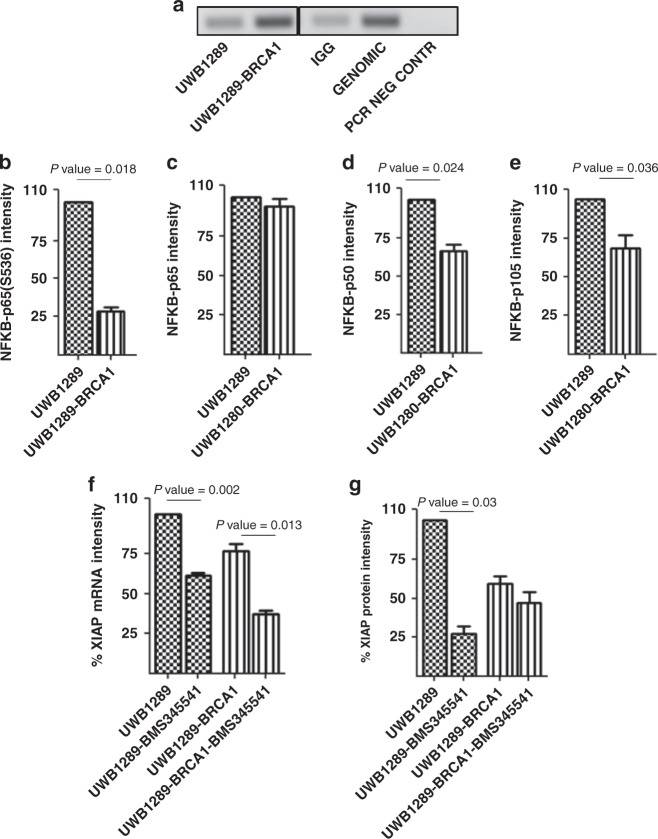 a
UWB1289
UWB1289-BRCA1
IGG
GENOMIC
PCR NEG CONTR
b
P value = 0.018
NFKB-p65(S536) intensity
110
75
50
25
UWB1289
UWB1289-BRCA1
c
NFKB-p65 intensity
110
75
50
25
UWB1289
UWB1280-BRCA1
d
P value = 0.024
NFKB-p50 intensity
110
75
50
25
UWB1289
UWB1280-BRCA1
e
P value = 0.036
NFKB-p105 intensity
110
75
50
25
UWB1289
UWB1280-BRCA1
f
P value = 0.002
P value = 0.013
% XIAP mRNA intensity
110
75
50
25
UWB1289
UWB1289-BMS345541
UWB1289-BRCA1
UWB1289-BRCA1-BMS345541
g
P value = 0.03
% XIAP protein intensity
110
75
50
25
UWB1289
UWB1289-BMS345541
UWB1289-BRCA1
UWB1289-BRCA1-BMS345541